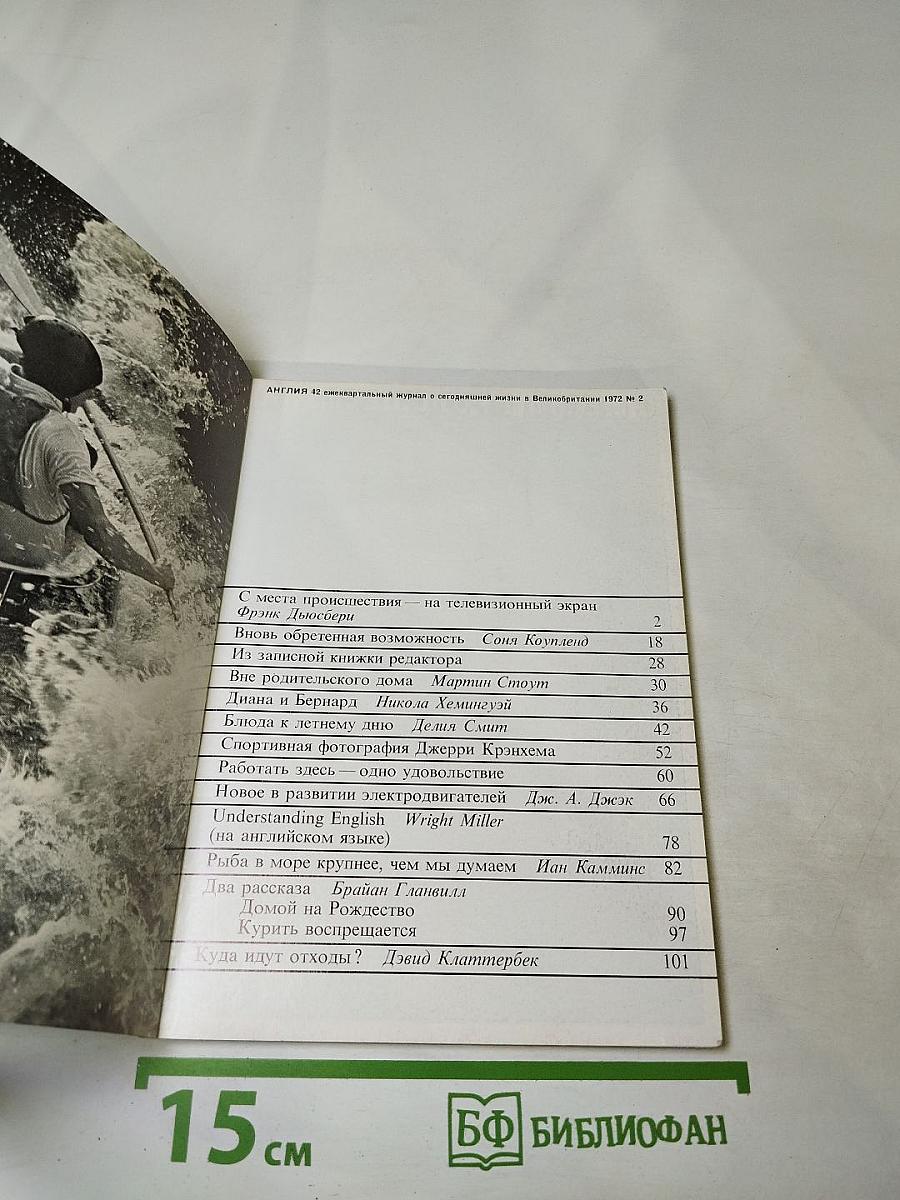 АНГЛИЯ 42 ежеквартальный журнал о сегодняшней жизни в Великобритании 1972 № 2
С места происшествия — на телевизионный экран
Фрэнк Дьюсбери 2
Вновь обретенная возможность Соня Коупленд 18
Из записной книжки редактора 28
Вне родительского дома Мартин Стоут 30
Диана и Бернард Никола Хемингуэй 36
Блюда к летнему дню Делия Смит 42
Спортивная фотография Джерри Крэнхема 52
Работать здесь — одно удовольствие 60
Новое в развитии электродвигателей Дж. А. Джэк 66
Understanding English Wright Miller
(на английском языке) 78
Рыба в море крупнее, чем мы думаем Иан Камминс 82
Два рассказа Брайан Гланвилл
Домой на Рождество 90
Курить воспрещается 97
Куда идут отходы? Дэвид Клаттербек 101
15 см
БФ БИБЛИОФАН